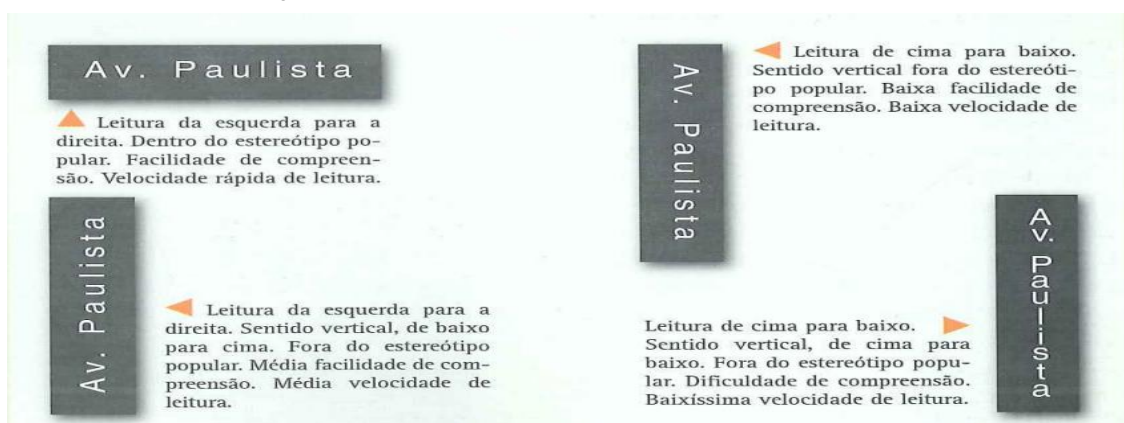 Av. Paulista
Leitura da esquerda para a
direita. Dentro do estereótipo po-
pular. Facilidade de compreen-
são. Velocidade rápida de leitura.
Av. Paulista
Leitura da esquerda para a
direita. Sentido vertical, de baixo
para cima. Fora do estereótipo
popular. Média facilidade de com-
preensão. Média velocidade de
leitura.
Av. Paulista
Leitura de cima para baixo.
Sentido vertical fora do estereóti-
po popular. Baixa facilidade de
compreensão. Baixa velocidade de
leitura.
Leitura de cima para baixo.
Sentido vertical, de cima para
baixo. Fora do estereótipo popu-
lar. Dificuldade de compreensão.
Baixíssima velocidade de leitura.
Av. Paulista